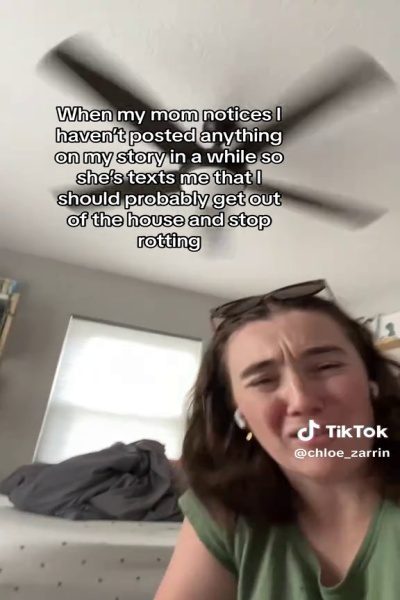 When my mom notices I
haven't posted anything
on my story in a while so
she's texts me that I
should probably get out
of the house and stop
rotting
TikTok
@chloe_zarrin